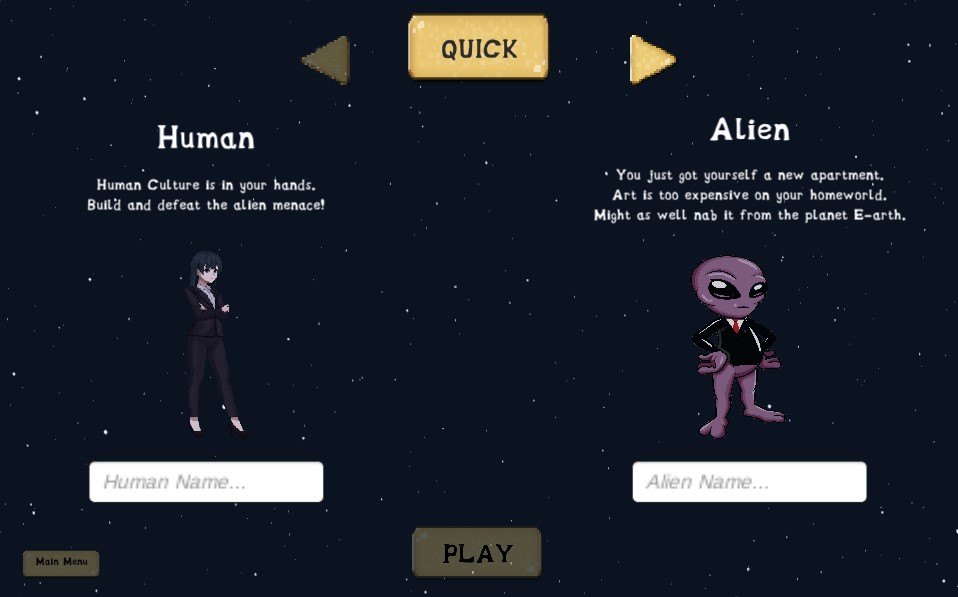 QUICK
Human
Human Culture is in your hands.
Build and defeat the alien menace!
Alien
You just got yourself a new apartment.
Art is too expensive on your homeworld.
Might as well nab it from the planet E-arth.
Human Name...
Alien Name...
PLAY
Main Menu